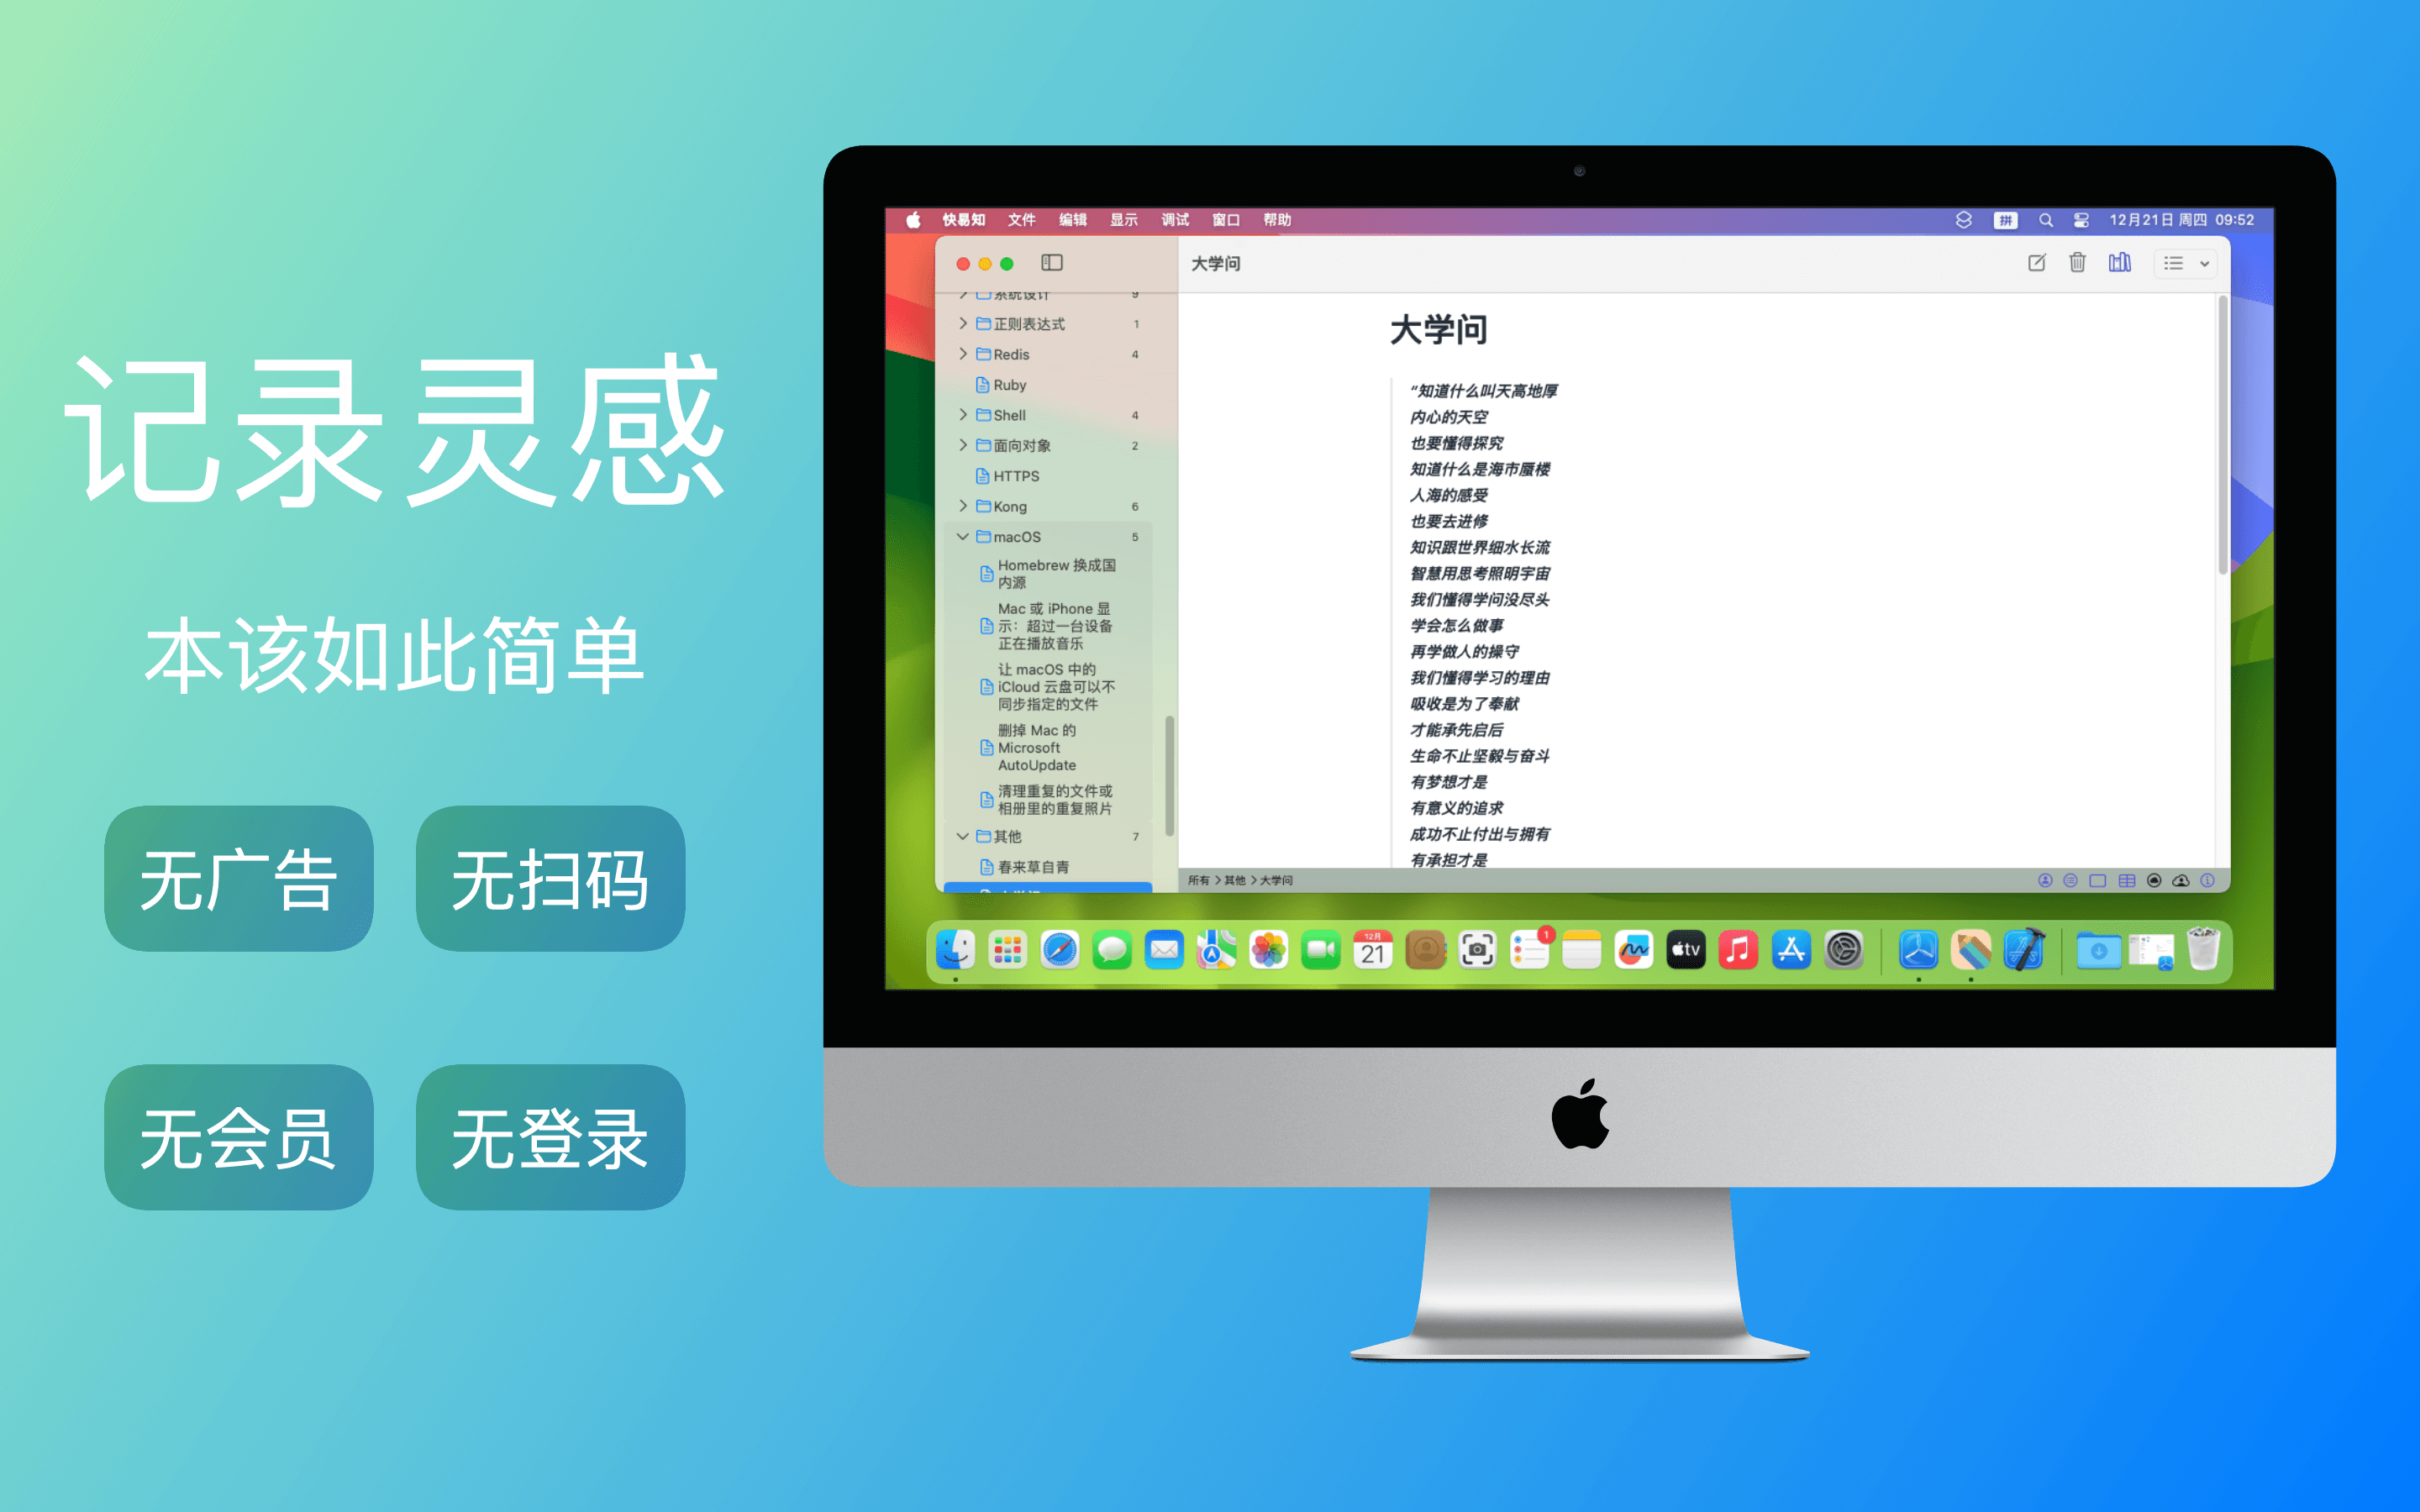 记录灵感
本该如此简单
无广告
无扫码
无会员
无登录
快易知 文件 编辑 显示 调试 窗口 帮助
拼
12月21日 周四 09:52
大学问
系统设计 9
正则表达式 1
Redis 4
Ruby
Shell 4
面向对象 2
HTTPS
Kong 6
macOS 5
Homebrew 换成国
内源
Mac 或 iPhone 显
示：超过一台设备
正在播放音乐
让 macOS 中的
iCloud 云盘可以不
同步指定的文件
删掉 Mac 的
Microsoft
AutoUpdate
清理重复的文件或
相册里的重复照片
其他 7
春来草自青
大学问
“知道什么叫天高地厚
内心的天空
也要懂得探究
知道什么是海市蜃楼
人海的感受
也要去进修
知识跟世界细水长流
智慧用思考照明宇宙
我们懂得学问没尽头
学会怎么做事
再学做人的操守
我们懂得学习的理由
吸收是为了奉献
才能承先启后
生命不止坚毅与奋斗
有梦想才是
有意义的追求
成功不止付出与拥有
有承担才是
所有 > 其他 > 大学问
12月
21
1
tv